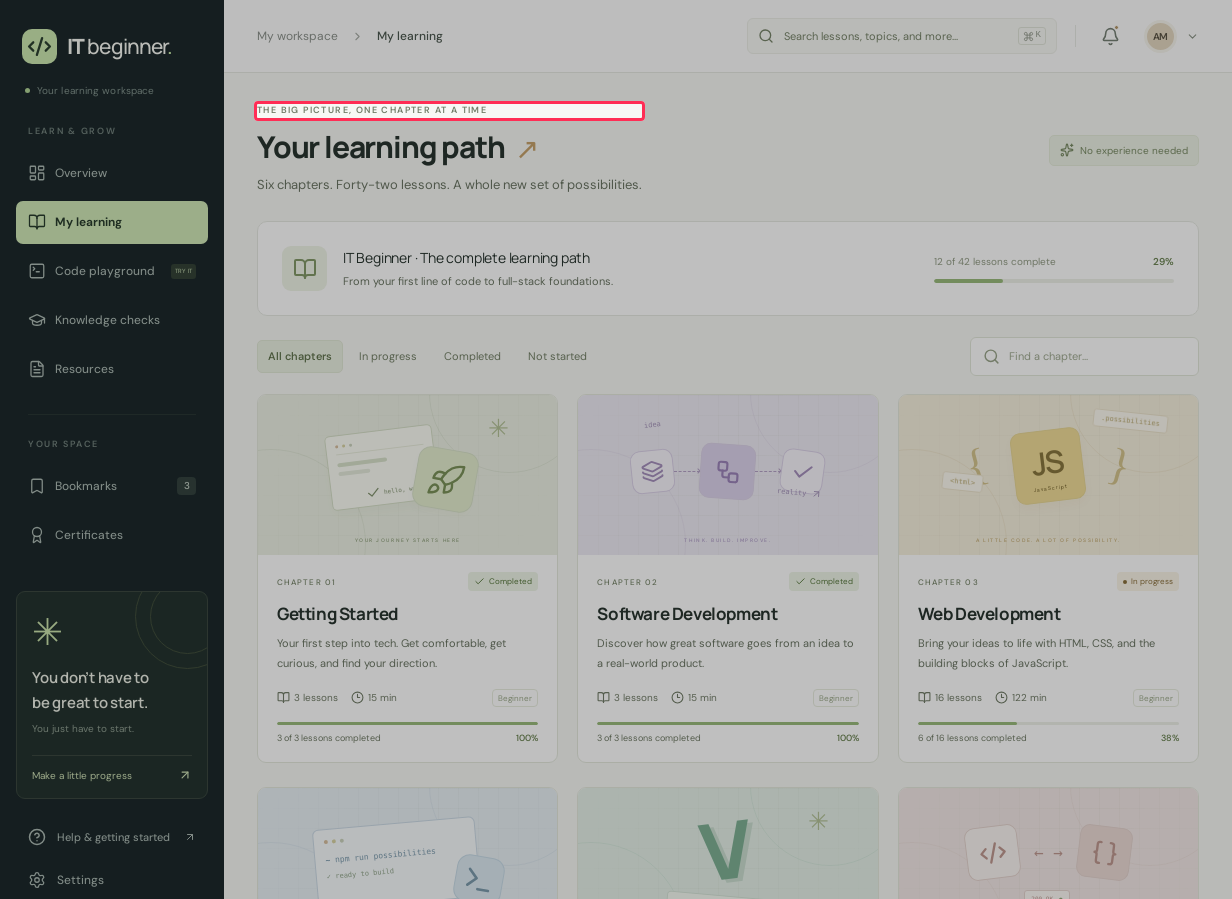 IT beginner.
Your learning workspace
LEARN & GROW
Overview
My learning
Code playground TRY IT
Knowledge checks
Resources
YOUR SPACE
Bookmarks 3
Certificates
You don't have to
be great to start.
You just have to start.
Make a little progress
Help & getting started
Settings
My workspace > My learning
Search lessons, topics, and more... ⌘K
AM
THE BIG PICTURE, ONE CHAPTER AT A TIME
Your learning path
No experience needed
Six chapters. Forty-two lessons. A whole new set of possibilities.
IT Beginner · The complete learning path
From your first line of code to full-stack foundations.
12 of 42 lessons complete 29%
All chapters In progress Completed Not started
Find a chapter...
YOUR JOURNEY STARTS HERE
CHAPTER 01 Completed
Getting Started
Your first step into tech. Get comfortable, get
curious, and find your direction.
3 lessons 15 min Beginner
3 of 3 lessons completed 100%
idea
reality
THINK. BUILD. IMPROVE
CHAPTER 02 Completed
Software Development
Discover how great software goes from an idea to
a real-world product.
3 lessons 15 min Beginner
3 of 3 lessons completed 100%
.possibilities
{ }
JS
JavaScript
<html>
A LITTLE CODE. A LOT OF POSSIBILITY
CHAPTER 03 In progress
Web Development
Bring your ideas to life with HTML, CSS, and the
building blocks of JavaScript.
16 lessons 122 min Beginner
6 of 16 lessons completed 38%
~ npm run possibilities
✓ ready to build
>_
V
</> ← → {}